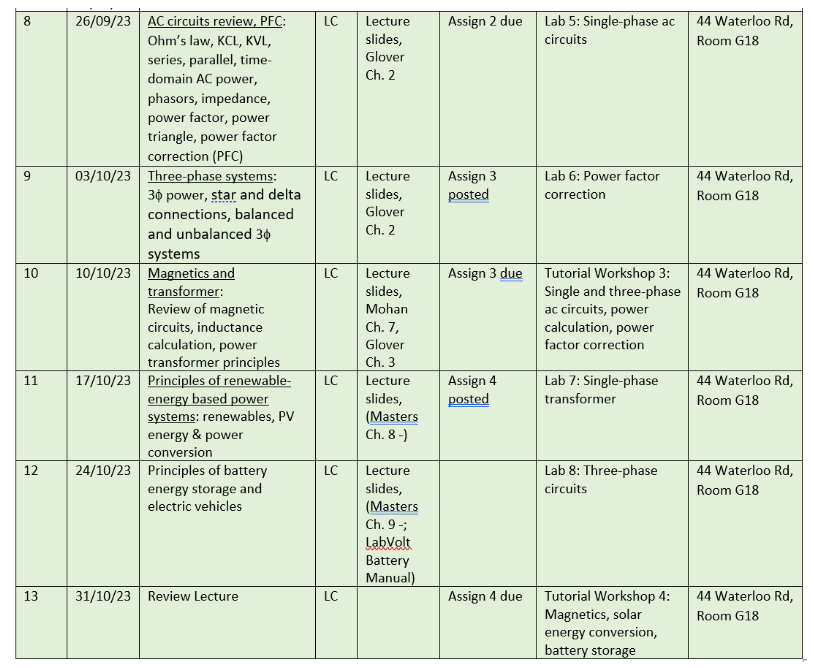 8
26/09/23
AC circuits review, PFC:
Ohm's law, KCL, KVL,
series, parallel, time-
domain AC power,
phasors, impedance,
power factor, power
triangle, power factor
correction (PFC)
LC
Lecture
slides,
Glover
Ch. 2
Assign 2 due
Lab 5: Single-phase ac
circuits
44 Waterloo Rd,
Room G18
9
03/10/23
Three-phase systems:
3ϕ power, star and delta
connections, balanced
and unbalanced 3ϕ
systems
LC
Lecture
slides,
Glover
Ch. 2
Assign 3
posted
Lab 6: Power factor
correction
44 Waterloo Rd,
Room G18
10
10/10/23
Magnetics and
transformer:
Review of magnetic
circuits, inductance
calculation, power
transformer principles
LC
Lecture
slides,
Mohan
Ch. 7,
Glover
Ch. 3
Assign 3 due
Tutorial Workshop 3:
Single and three-phase
ac circuits, power
calculation, power
factor correction
44 Waterloo Rd,
Room G18
11
17/10/23
Principles of renewable-
energy based power
systems: renewables, PV
energy & power
conversion
LC
Lecture
slides,
(Masters
Ch. 8 -)
Assign 4
posted
Lab 7: Single-phase
transformer
44 Waterloo Rd,
Room G18
12
24/10/23
Principles of battery
energy storage and
electric vehicles
LC
Lecture
slides,
(Masters
Ch. 9 -;
LabVolt
Battery
Manual)
Lab 8: Three-phase
circuits
44 Waterloo Rd,
Room G18
13
31/10/23
Review Lecture
LC
Assign 4 due
Tutorial Workshop 4:
Magnetics, solar
energy conversion,
battery storage
44 Waterloo Rd,
Room G18